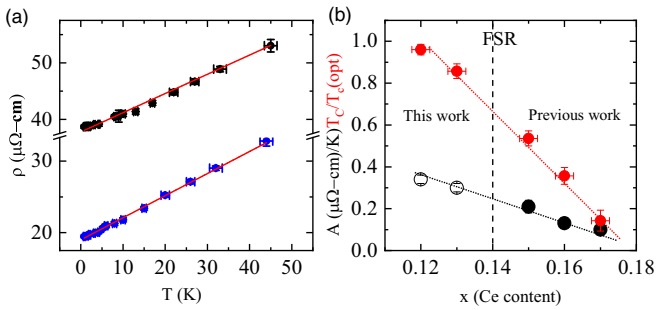 (a)
ρ (μΩ−cm)
50
40
30
20
0 10 20 30 40 50
T (K)
(b)
A (μΩ−cm)/K) T_C/T_c(opt)
1.0
0.8
0.6
0.4
0.2
0.0
FSR
This work
Previous work
0.12 0.14 0.16 0.18
x (Ce content)